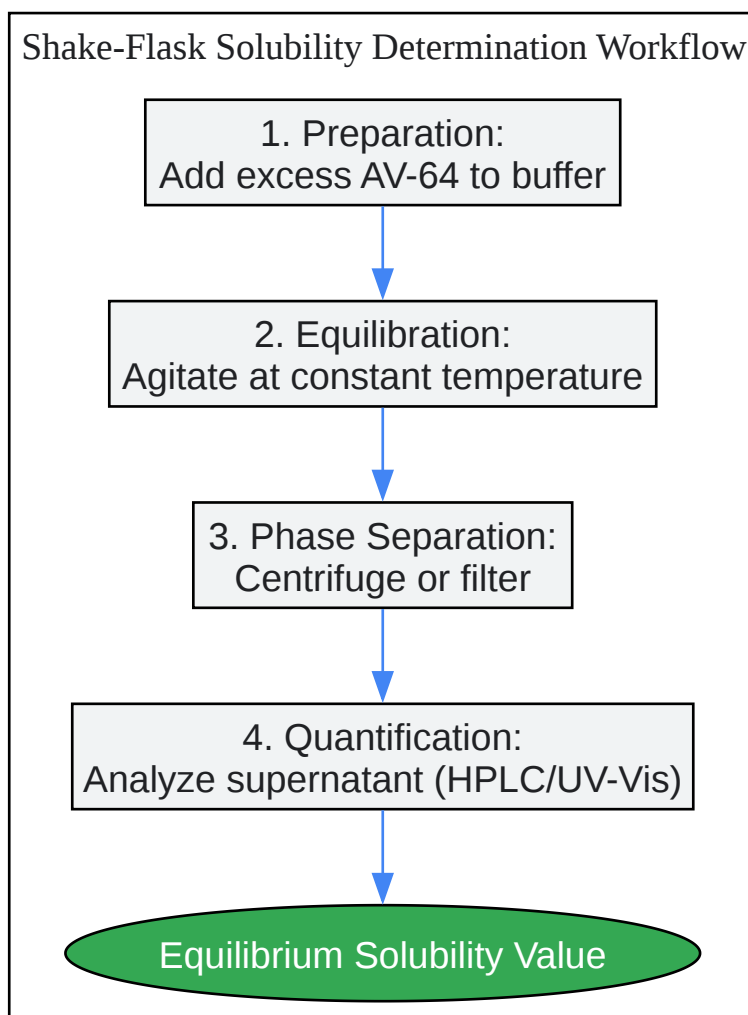 Shake-Flask Solubility Determination Workflow
1. Preparation:
Add excess AV-64 to buffer
2. Equilibration:
Agitate at constant temperature
3. Phase Separation:
Centrifuge or filter
4. Quantification:
Analyze supernatant (HPLC/UV-Vis)
Equilibrium Solubility Value